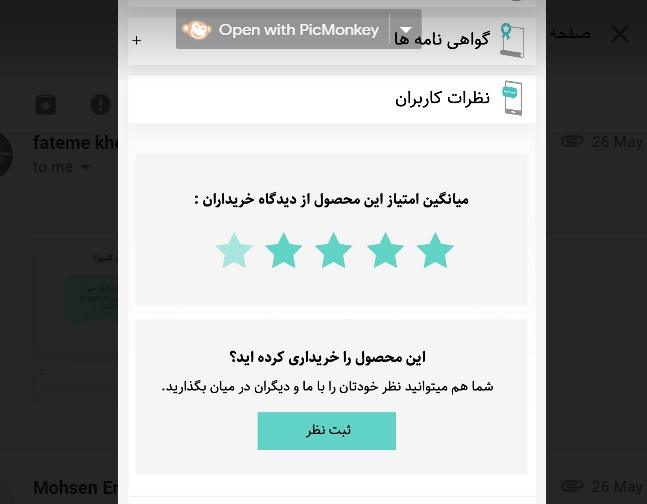 Open with PicMonkey
گواهی نامه ها
+
صفحه
نظرات کاربران
fateme kh
26 May
to me
میانگین امتیاز این محصول از دیدگاه خریداران :
این محصول را خریداری کرده اید؟
شما هم میتوانید نظر خودتان را با ما و دیگران در میان بگذارید.
ثبت نظر
Mohsen Er
26 May